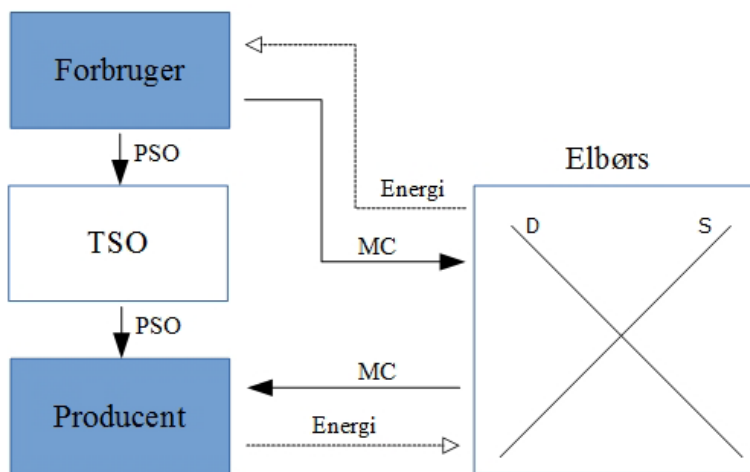 Forbruger
PSO
TSO
PSO
Producent
Energi
MC
MC
Energi
Elbørs
D
S